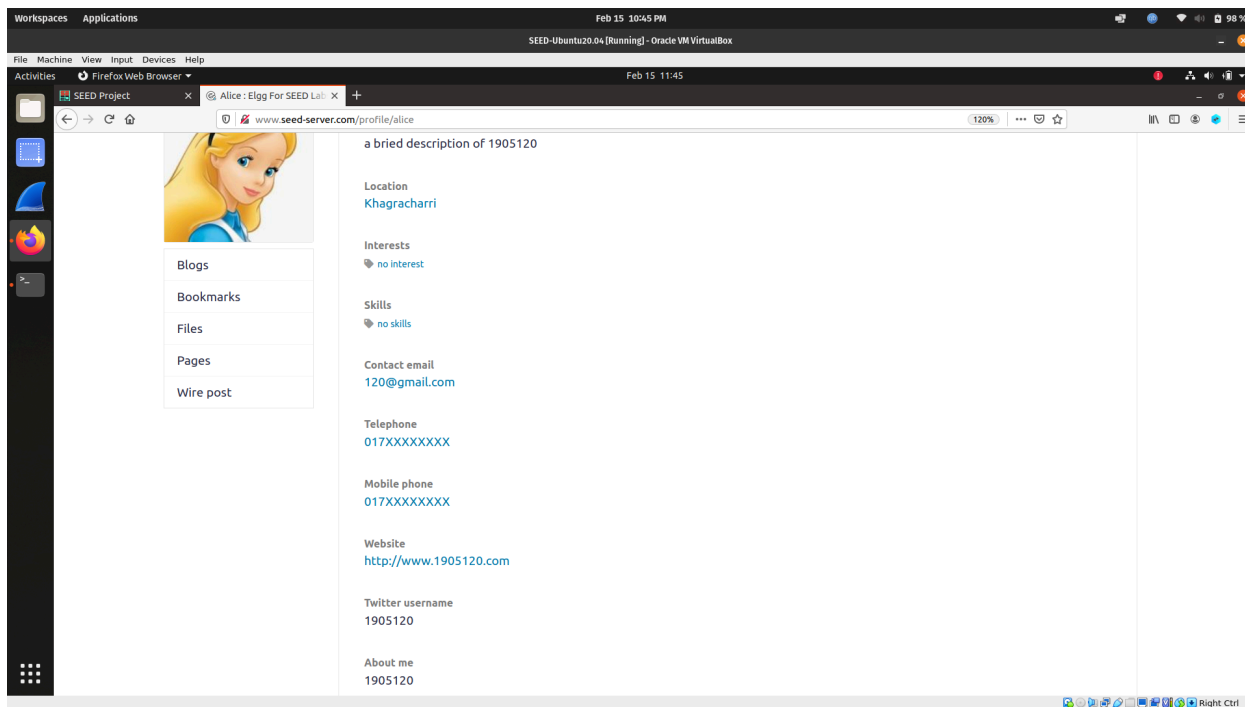 Workspaces Applications Feb 15 10:45 PM 98 %
SEED-Ubuntu20.04 [Running] - Oracle VM VirtualBox
File Machine View Input Devices Help
Activities Firefox Web Browser Feb 15 11:45
SEED Project Alice : Elgg For SEED Lab
www.seed-server.com/profile/alice 120%
a bried description of 1905120
Location
Khagracharri
Interests
no interest
Skills
no skills
Contact email
120@gmail.com
Telephone
017XXXXXXXX
Mobile phone
017XXXXXXXX
Website
http://www.1905120.com
Twitter username
1905120
About me
1905120
Blogs
Bookmarks
Files
Pages
Wire post
Right Ctrl